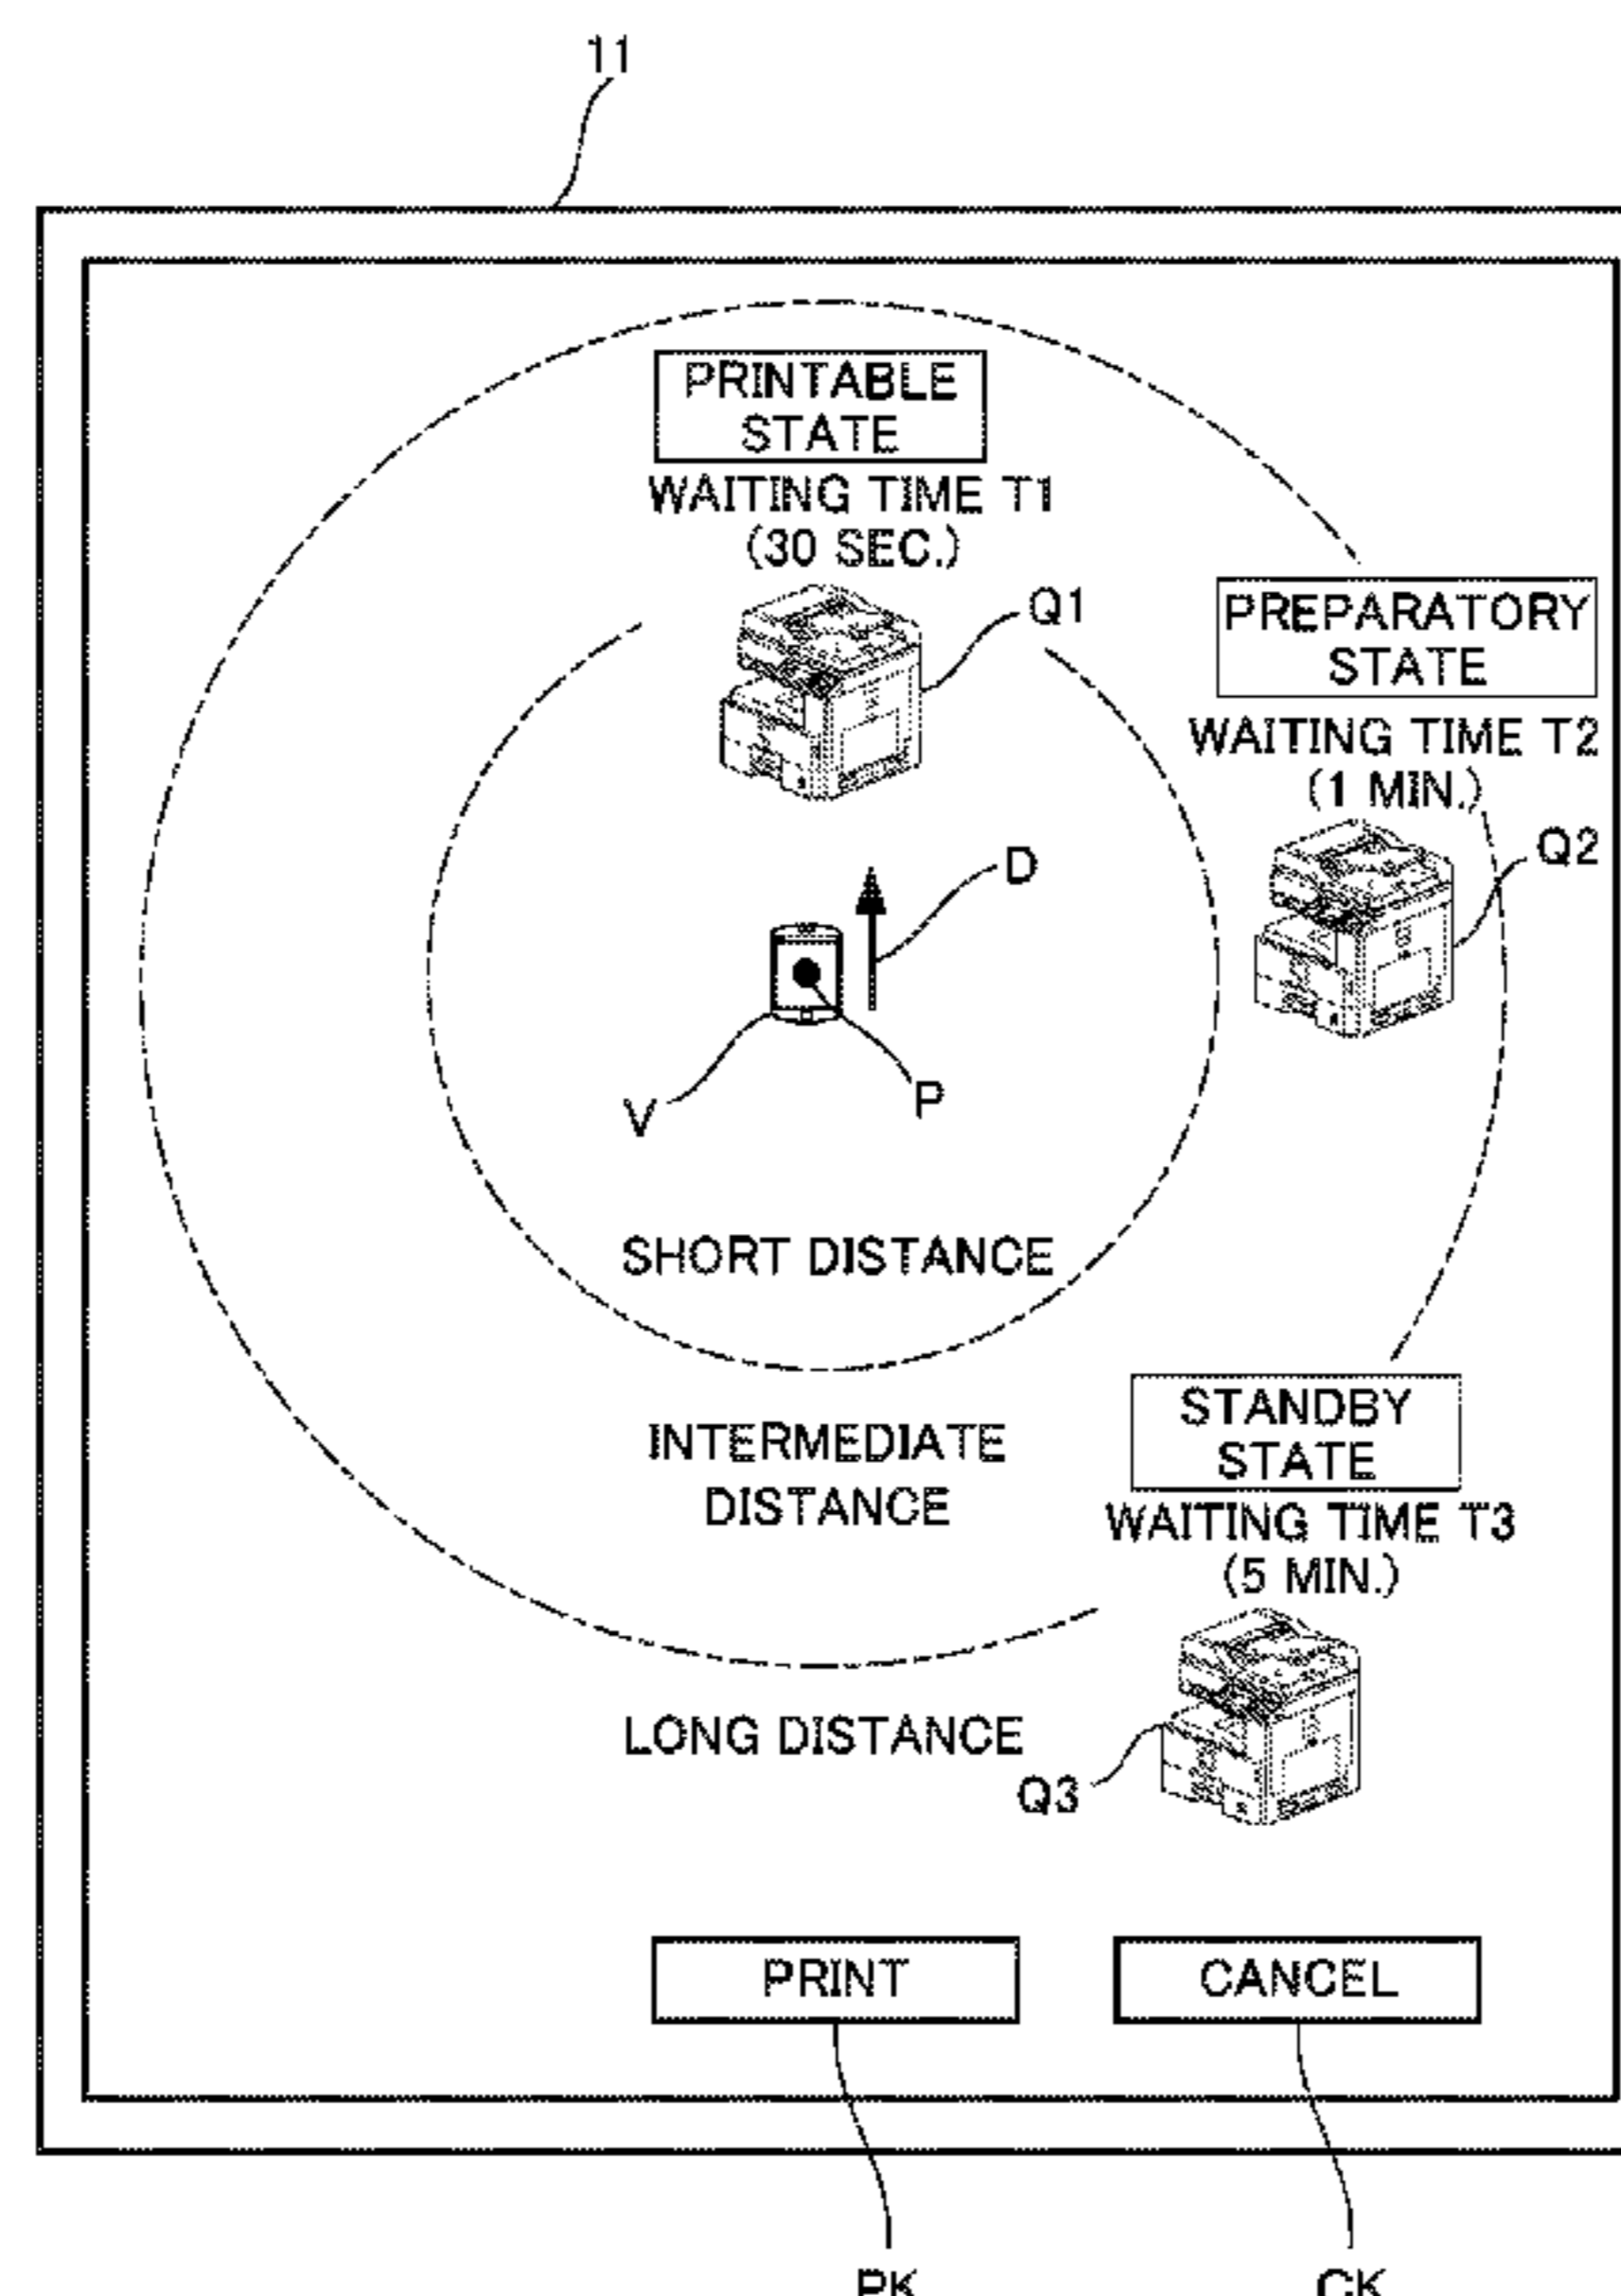 11
PRINTABLE
STATE
WAITING TIME T1
(30 SEC.)
Q1
PREPARATORY
STATE
WAITING TIME T2
(1 MIN.)
Q2
D
V
P
SHORT DISTANCE
INTERMEDIATE
DISTANCE
STANDBY
STATE
WAITING TIME T3
(5 MIN.)
LONG DISTANCE
Q3
PRINT
CANCEL
PK
CK